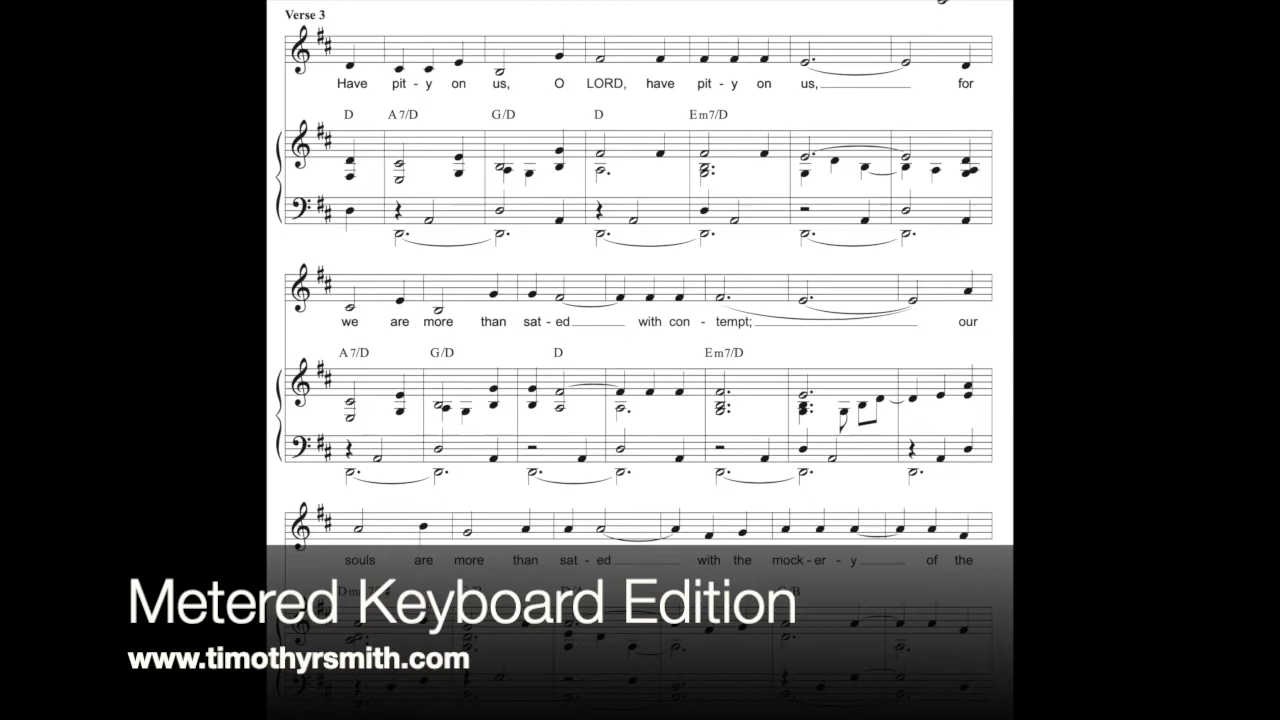 Verse 3
Have pit - y on us, O LORD, have pit - y on us, for
D A7/D G/D D Em7/D
we are more than sat - ed with con - tempt; our
A7/D G/D D Em7/D
souls are more than sat - ed with the mock - er - y of the
Metered Keyboard Edition
www.timothyrsmith.com